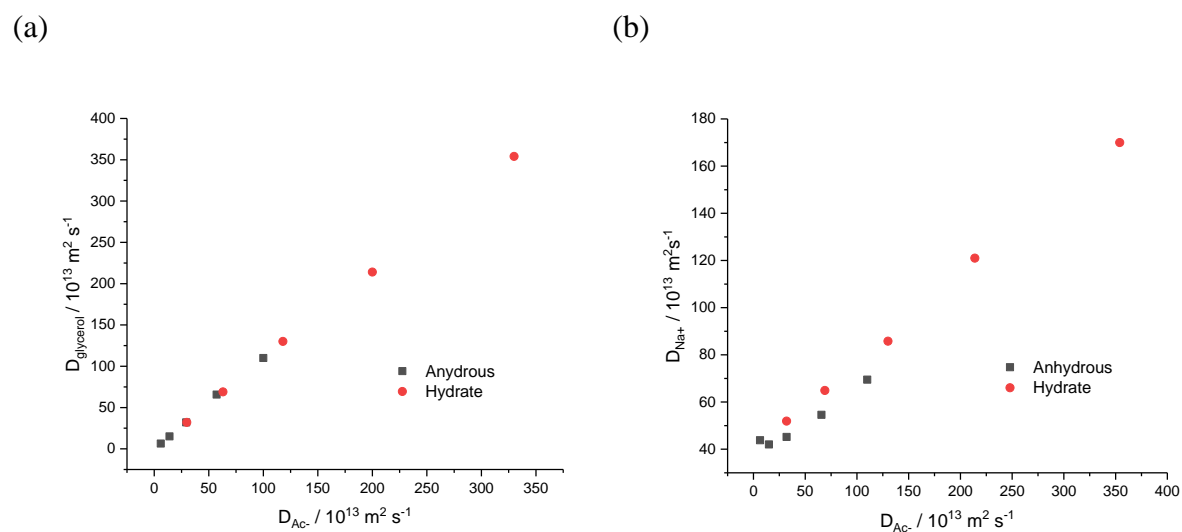 (a)
400
350
300
250
200
150
100
50
0
D_glycerol / 10^13 m^2 s^-1
Anydrous
Hydrate
0 50 100 150 200 250 300 350
D_Ac- / 10^13 m^2 s^-1
(b)
180
160
140
120
100
80
60
40
D_Na+ / 10^13 m^2s^-1
Anhydrous
Hydrate
0 50 100 150 200 250 300 350 400
D_Ac- / 10^13 m^2 s^-1